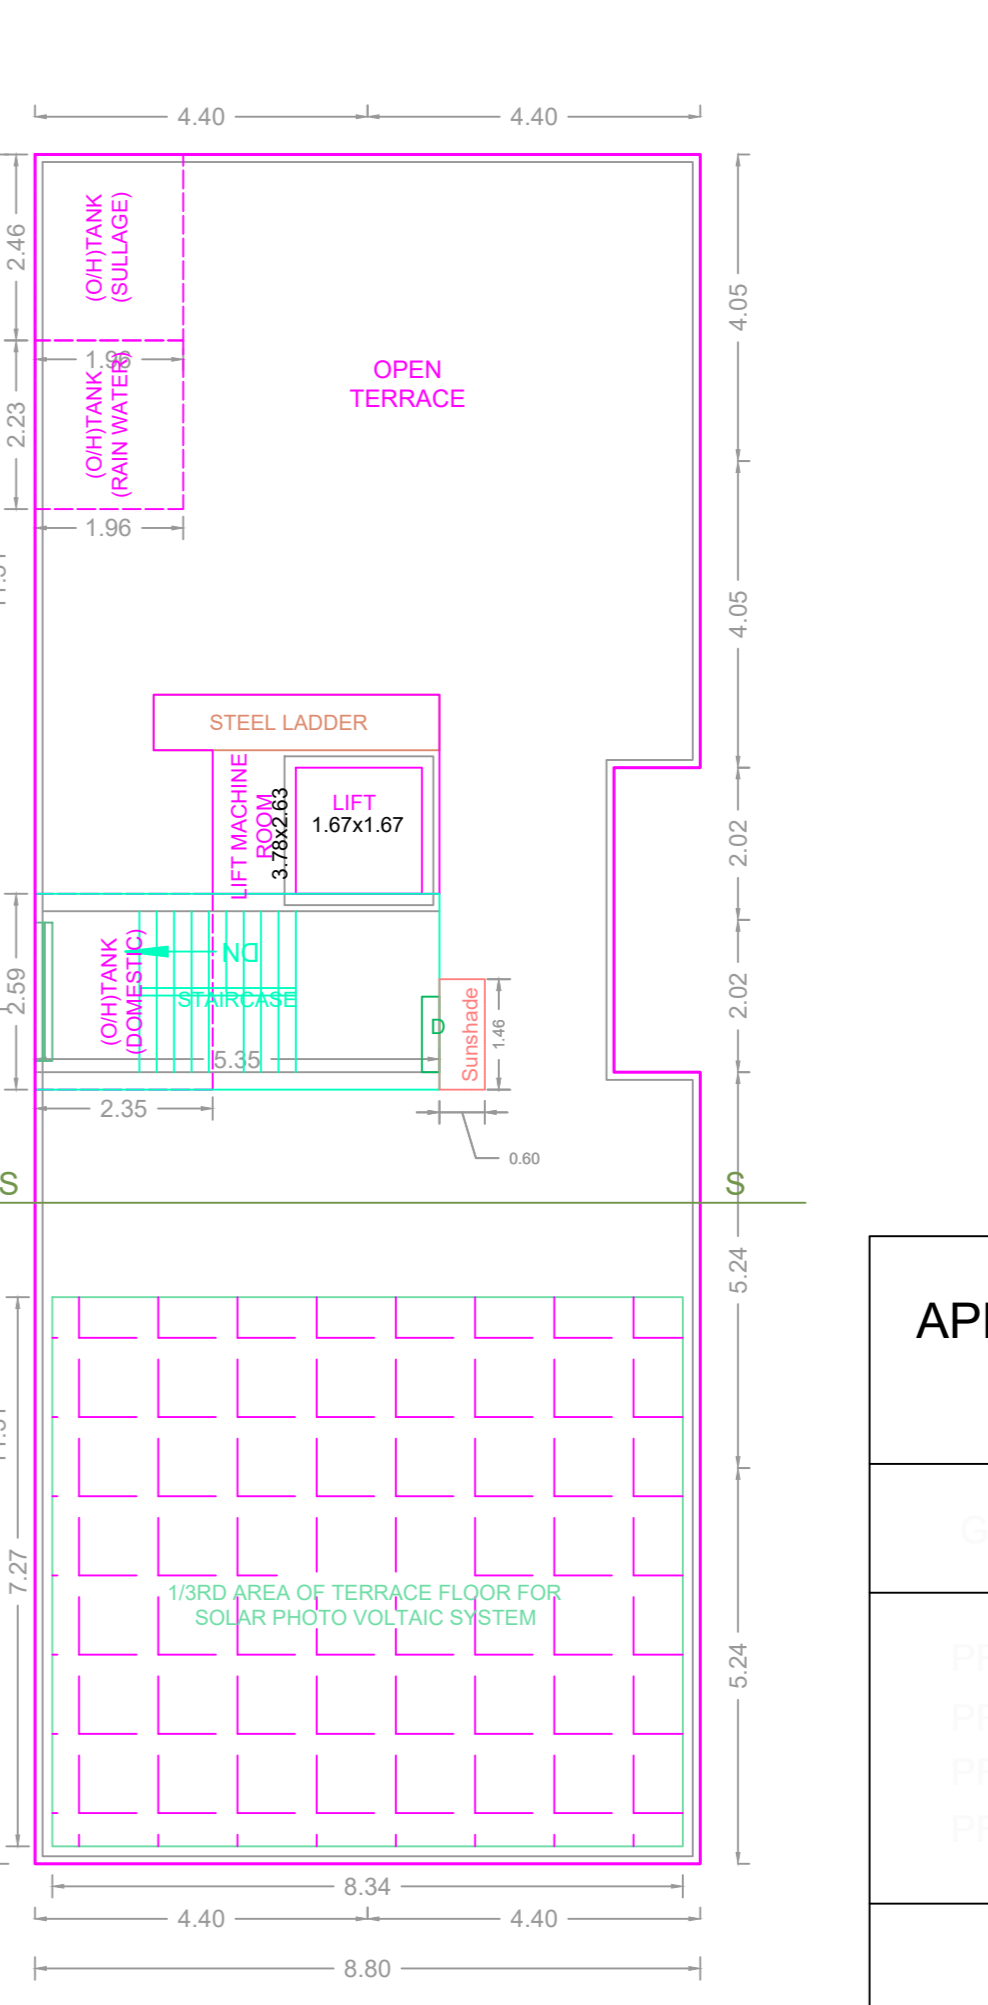 4.40
4.40
2.46
(O/H)TANK
(SULLAGE)
4.05
1.96
2.23
(O/H)TANK
(RAIN WATER)
OPEN
TERRACE
1.96
4.05
STEEL LADDER
LIFT MACHINE
ROOM
3.78x2.63
LIFT
1.67x1.67
2.02
2.59
(O/H)TANK
(DOMESTIC)
DN
STAIRCASE
D
Sunshade
1.46
2.02
5.35
2.35
0.60
S
S
5.24
7.27
1/3RD AREA OF TERRACE FLOOR FOR
SOLAR PHOTO VOLTAIC SYSTEM
5.24
8.34
4.40
4.40
8.80